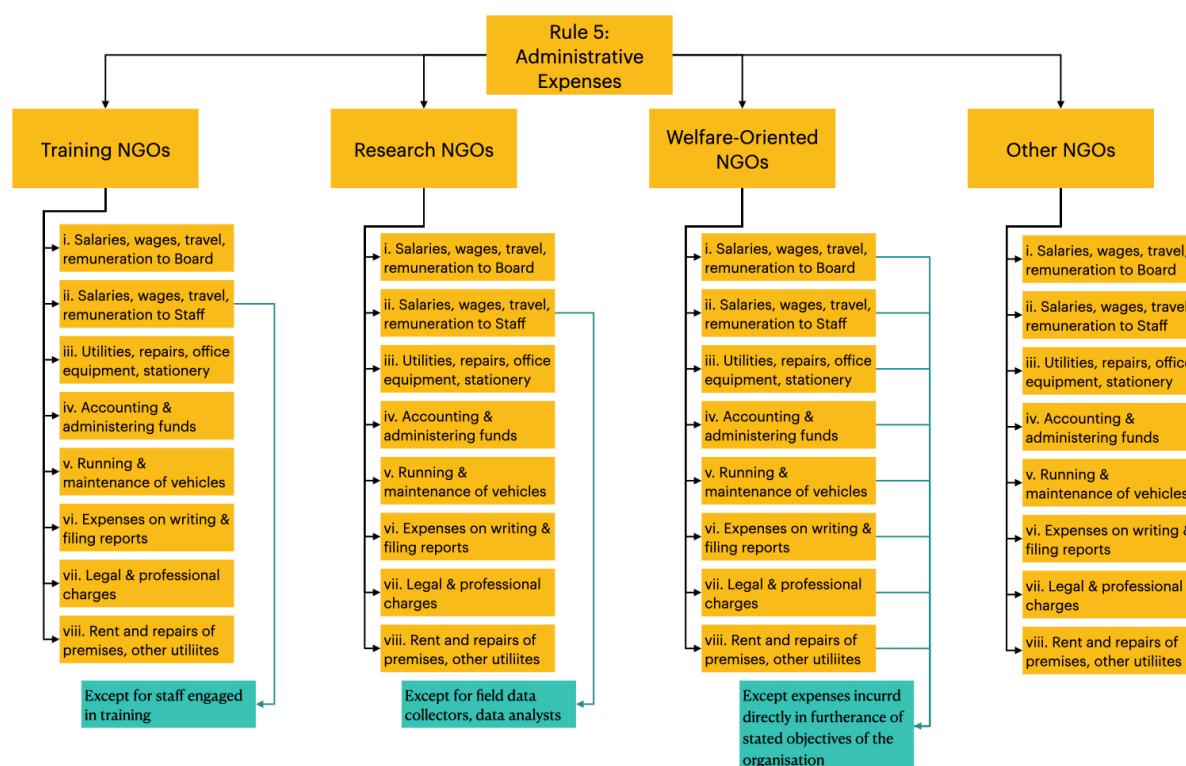 Rule 5:
Administrative
Expenses
Training NGOs
i. Salaries, wages, travel,
remuneration to Board
ii. Salaries, wages, travel,
remuneration to Staff
iii. Utilities, repairs, office
equipment, stationery
iv. Accounting &
administering funds
v. Running &
maintenance of vehicles
vi. Expenses on writing &
filing reports
vii. Legal & professional
charges
viii. Rent and repairs of
premises, other utiliites
Except for staff engaged
in training
Research NGOs
i. Salaries, wages, travel,
remuneration to Board
ii. Salaries, wages, travel,
remuneration to Staff
iii. Utilities, repairs, office
equipment, stationery
iv. Accounting &
administering funds
v. Running &
maintenance of vehicles
vi. Expenses on writing &
filing reports
vii. Legal & professional
charges
viii. Rent and repairs of
premises, other utiliites
Except for field data
collectors, data analysts
Welfare-Oriented
NGOs
i. Salaries, wages, travel,
remuneration to Board
ii. Salaries, wages, travel,
remuneration to Staff
iii. Utilities, repairs, office
equipment, stationery
iv. Accounting &
administering funds
v. Running &
maintenance of vehicles
vi. Expenses on writing &
filing reports
vii. Legal & professional
charges
viii. Rent and repairs of
premises, other utiliites
Except expenses incurrd
directly in furtherance of
stated objectives of the
organisation
Other NGOs
i. Salaries, wages, travel,
remuneration to Board
ii. Salaries, wages, travel,
remuneration to Staff
iii. Utilities, repairs, office
equipment, stationery
iv. Accounting &
administering funds
v. Running &
maintenance of vehicles
vi. Expenses on writing &
filing reports
vii. Legal & professional
charges
viii. Rent and repairs of
premises, other utiliites